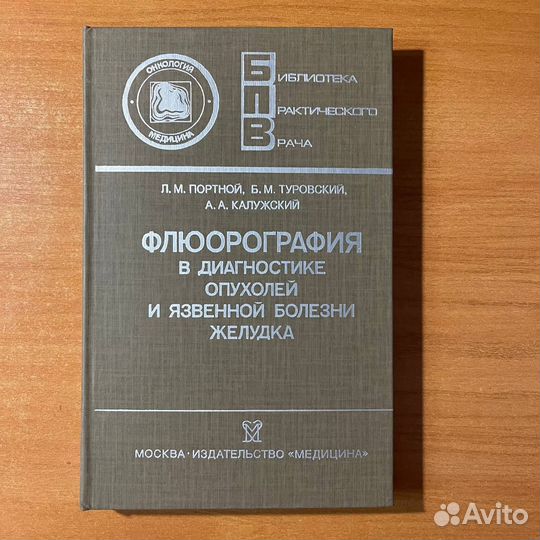 ОНКОЛОГИЯ
МЕДИЦИНА
БИБЛИОТЕКА
ПРАКТИЧЕСКОГО
ВРАЧА
Л. М. ПОРТНОЙ, Б. М. ТУРОВСКИЙ,
А. А. КАЛУЖСКИЙ
ФЛЮОРОГРАФИЯ
В ДИАГНОСТИКЕ
ОПУХОЛЕЙ
И ЯЗВЕННОЙ БОЛЕЗНИ
ЖЕЛУДКА
МОСКВА · ИЗДАТЕЛЬСТВО «МЕДИЦИНА»
Avito